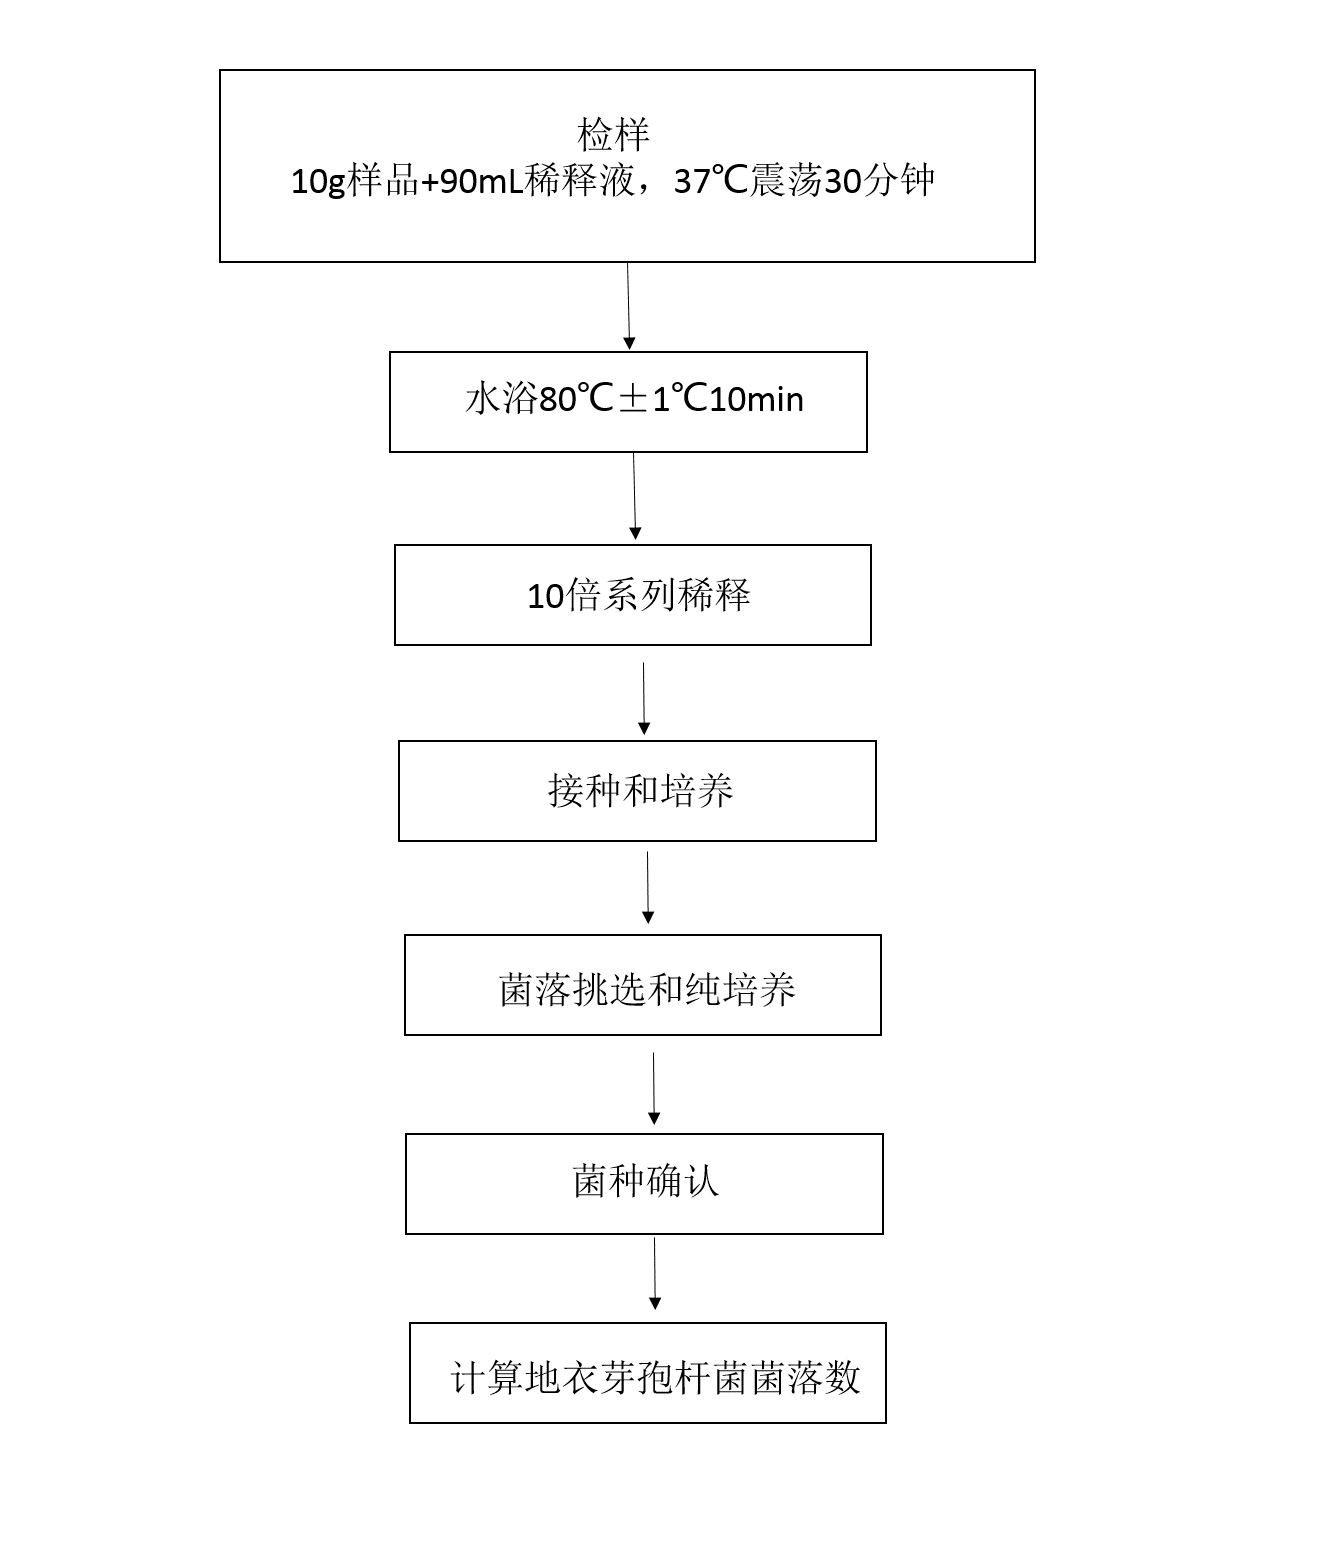 检样
10g样品+90mL稀释液，37℃震荡30分钟
水浴80℃±1℃10min
10倍系列稀释
接种和培养
菌落挑选和纯培养
菌种确认
计算地衣芽孢杆菌菌落数